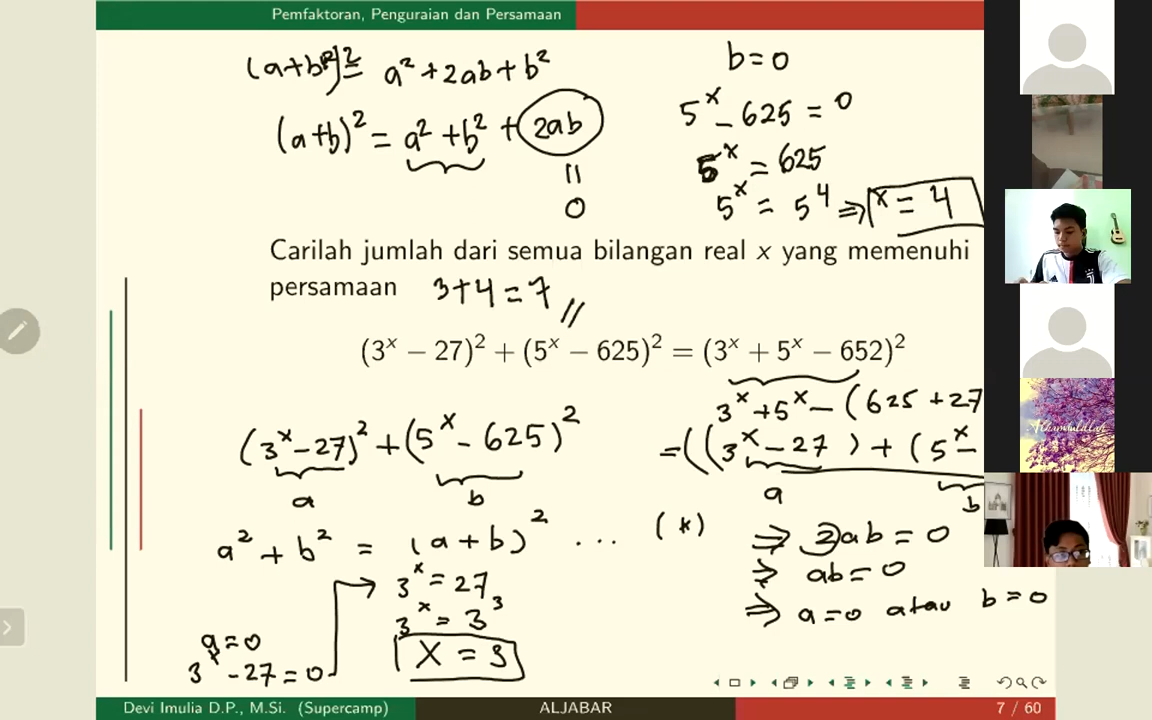 Pemfaktoran, Penguraian dan Persamaan
(a+b)² = a² + 2ab + b²
(a+b)² = a² + b² + 2ab
||
0
b = 0
5^x - 625 = 0
5^x = 625
5^x = 5^4 ⇒ x = 4
Carilah jumlah dari semua bilangan real x yang memenuhi
persamaan 3+4=7 //
(3^x − 27)² + (5^x − 625)² = (3^x + 5^x − 652)²
3^x + 5^x - (625 + 27
(3^x - 27)² + (5^x - 625)² = ((3^x - 27) + (5^x -
a b a b
a² + b² = (a + b)² ... (*)
⇒ 2ab = 0
⇒ ab = 0
⇒ a = 0 atau b = 0
a = 0
3^x - 27 = 0
3^x = 27
3^x = 3³
x = 3
Alhamdulillah
Devi Imulia D.P., M.Si. (Supercamp) ALJABAR 7 / 60